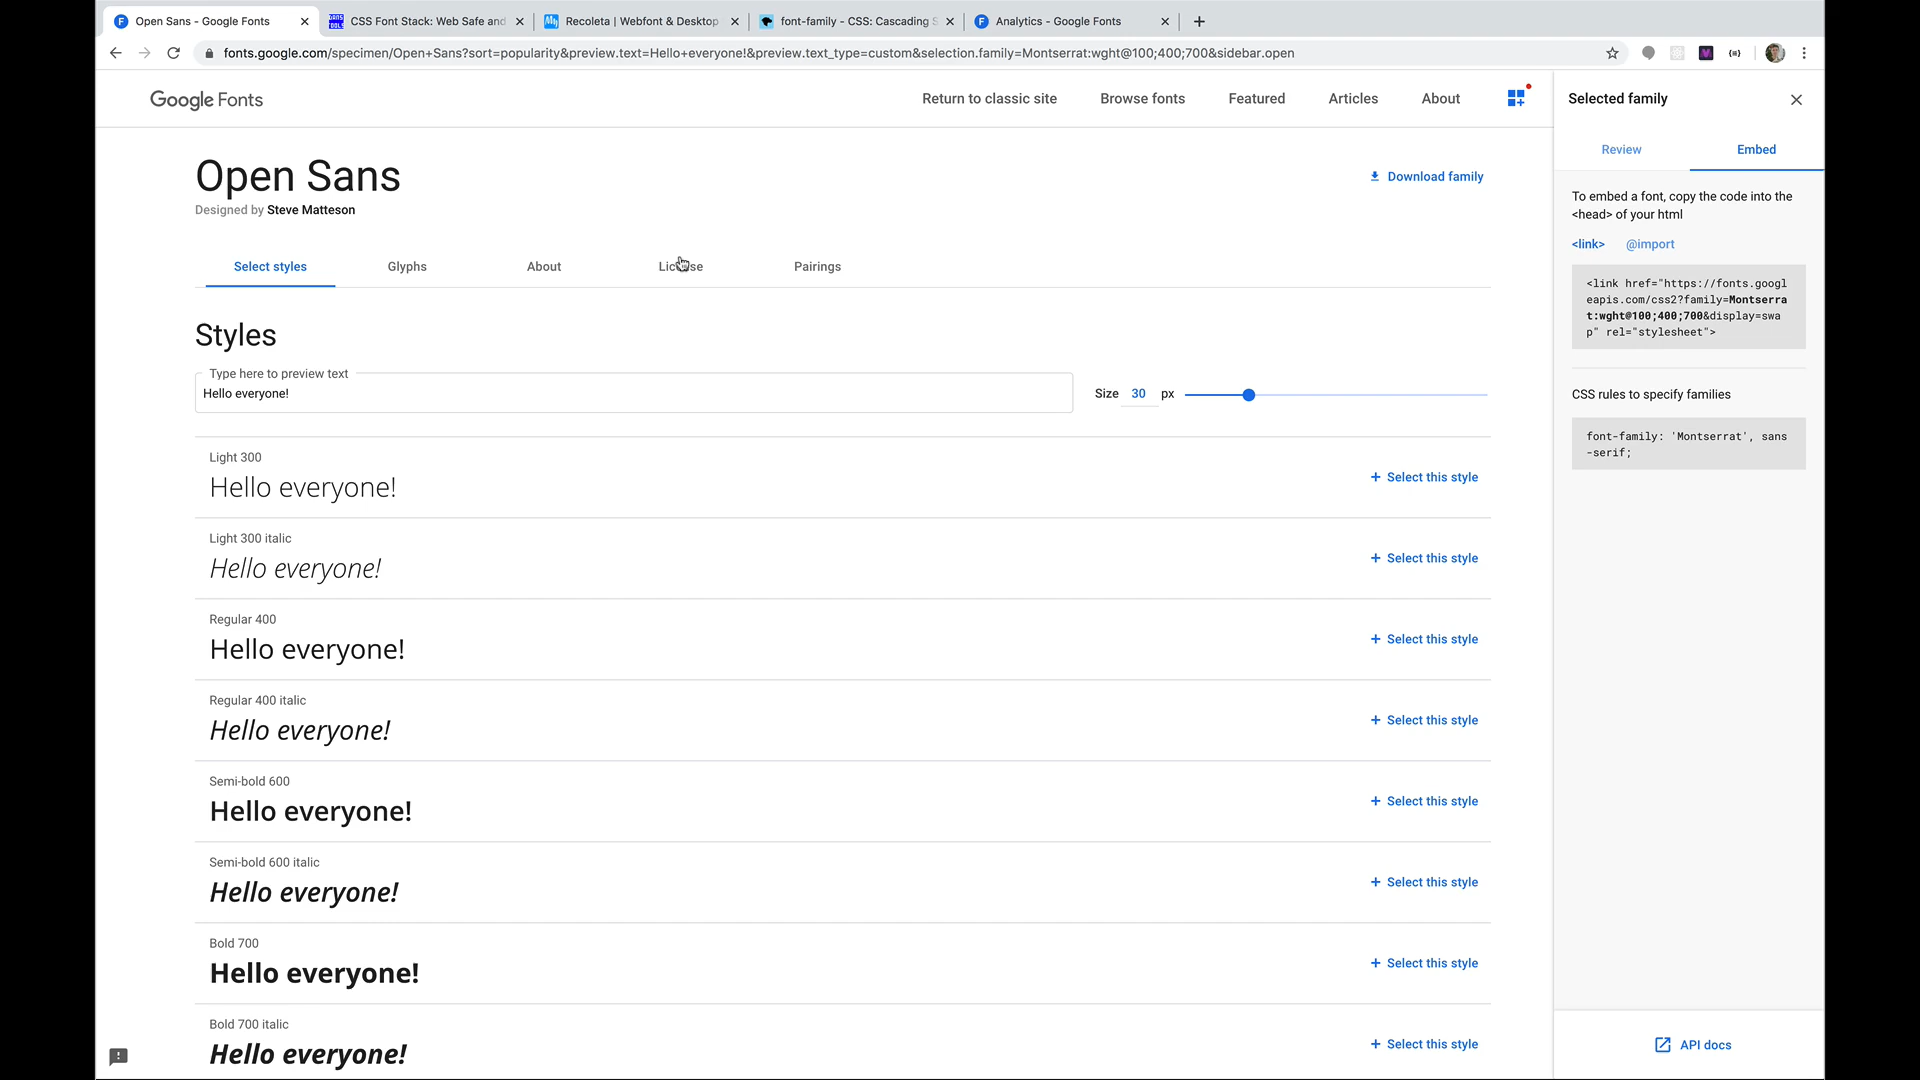 Open Sans - Google Fonts
CSS Font Stack: Web Safe and
Recoleta | Webfont & Desktop
font-family - CSS: Cascading S
Analytics - Google Fonts
fonts.google.com/specimen/Open+Sans?sort=popularity&preview.text=Hello+everyone!&preview.text_type=custom&selection.family=Montserrat:wght@100;400;700&sidebar.open
Google Fonts
Return to classic site
Browse fonts
Featured
Articles
About
Open Sans
Designed by Steve Matteson
Download family
Select styles
Glyphs
About
License
Pairings
Styles
Type here to preview text
Hello everyone!
Size 30 px
Light 300
Hello everyone!
+ Select this style
Light 300 italic
Hello everyone!
+ Select this style
Regular 400
Hello everyone!
+ Select this style
Regular 400 italic
Hello everyone!
+ Select this style
Semi-bold 600
Hello everyone!
+ Select this style
Semi-bold 600 italic
Hello everyone!
+ Select this style
Bold 700
Hello everyone!
+ Select this style
Bold 700 italic
Hello everyone!
+ Select this style
Selected family
Review
Embed
To embed a font, copy the code into the
<head> of your html
<link>
@import
<link href="https://fonts.googl
eapis.com/css2?family=Montserra
t:wght@100;400;700&display=swa
p" rel="stylesheet">
CSS rules to specify families
font-family: 'Montserrat', sans
-serif;
API docs